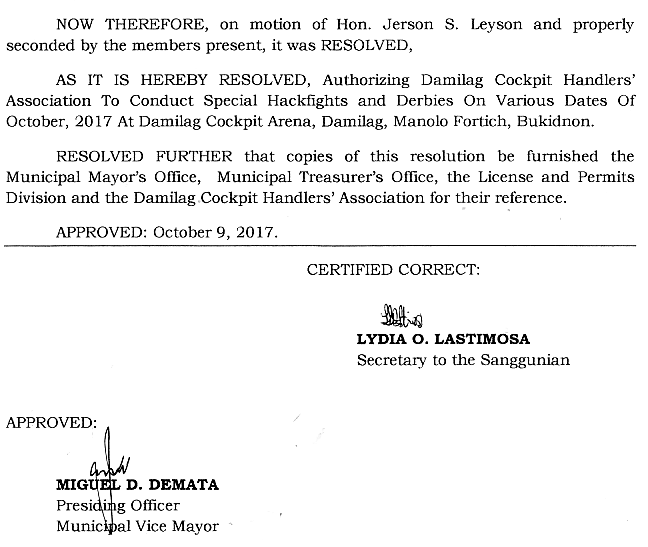 NOW THEREFORE, on motion of Hon. Jerson S. Leyson and properly
seconded by the members present, it was RESOLVED,
AS IT IS HEREBY RESOLVED, Authorizing Damilag Cockpit Handlers'
Association To Conduct Special Hackfights and Derbies On Various Dates Of
October, 2017 At Damilag Cockpit Arena, Damilag, Manolo Fortich, Bukidnon.
RESOLVED FURTHER that copies of this resolution be furnished the
Municipal Mayor's Office, Municipal Treasurer's Office, the License and Permits
Division and the Damilag Cockpit Handlers' Association for their reference.
APPROVED: October 9, 2017.
CERTIFIED CORRECT:
LYDIA O. LASTIMOSA
Secretary to the Sanggunian
APPROVED:
MIGUEL D. DEMATA
Presiding Officer
Municipal Vice Mayor